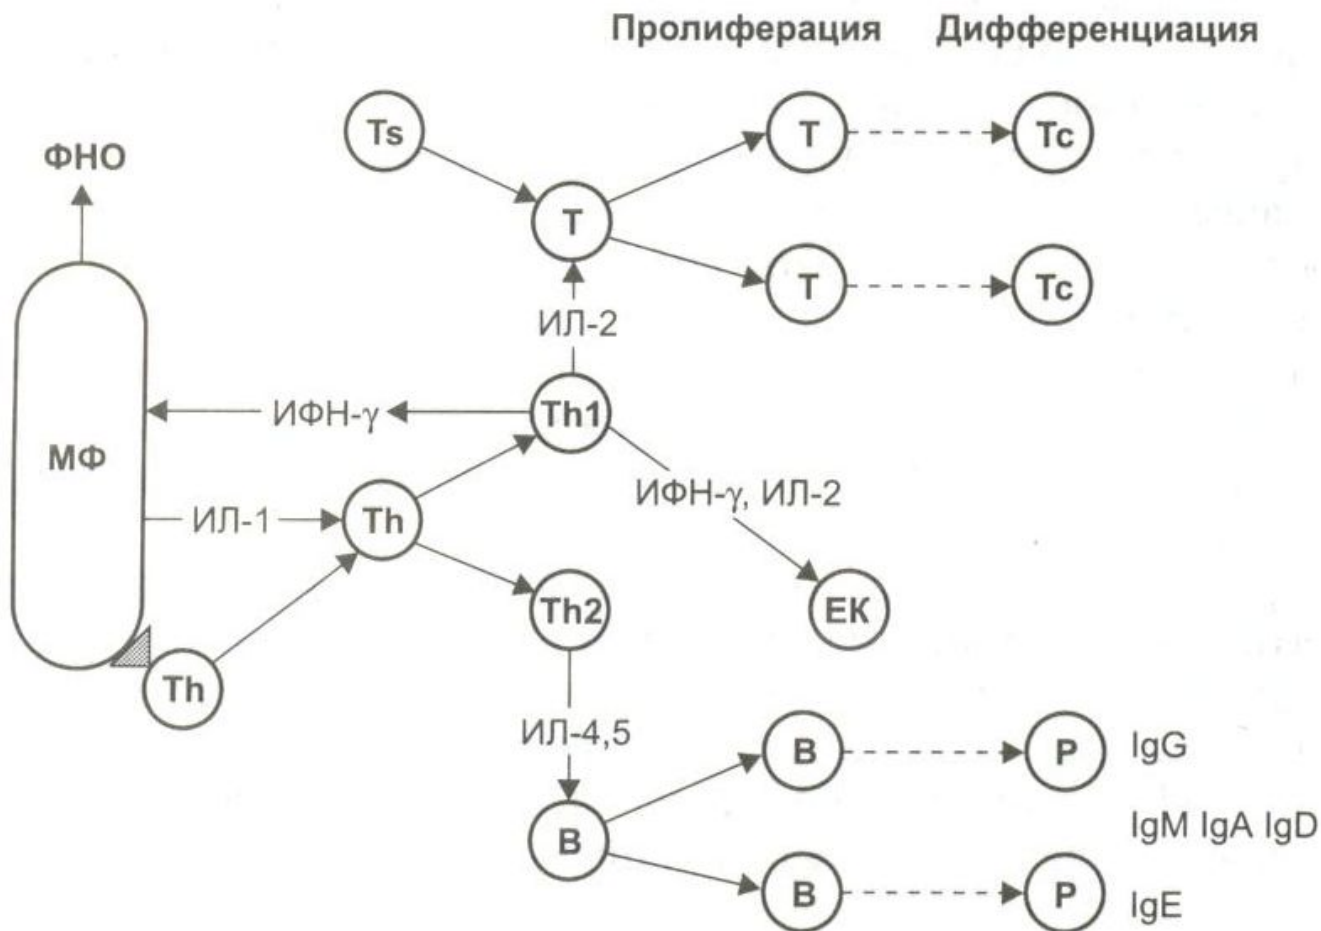 Пролиферация Дифференциация
Ts
T
Tc
ФНО
T
T
Tc
ИЛ-2
ИФН-γ
Th1
МФ
ИФН-γ, ИЛ-2
ИЛ-1
Th
Th2
ЕК
Th
ИЛ-4,5
B
P
IgG
IgM IgA IgD
B
B
P
IgE